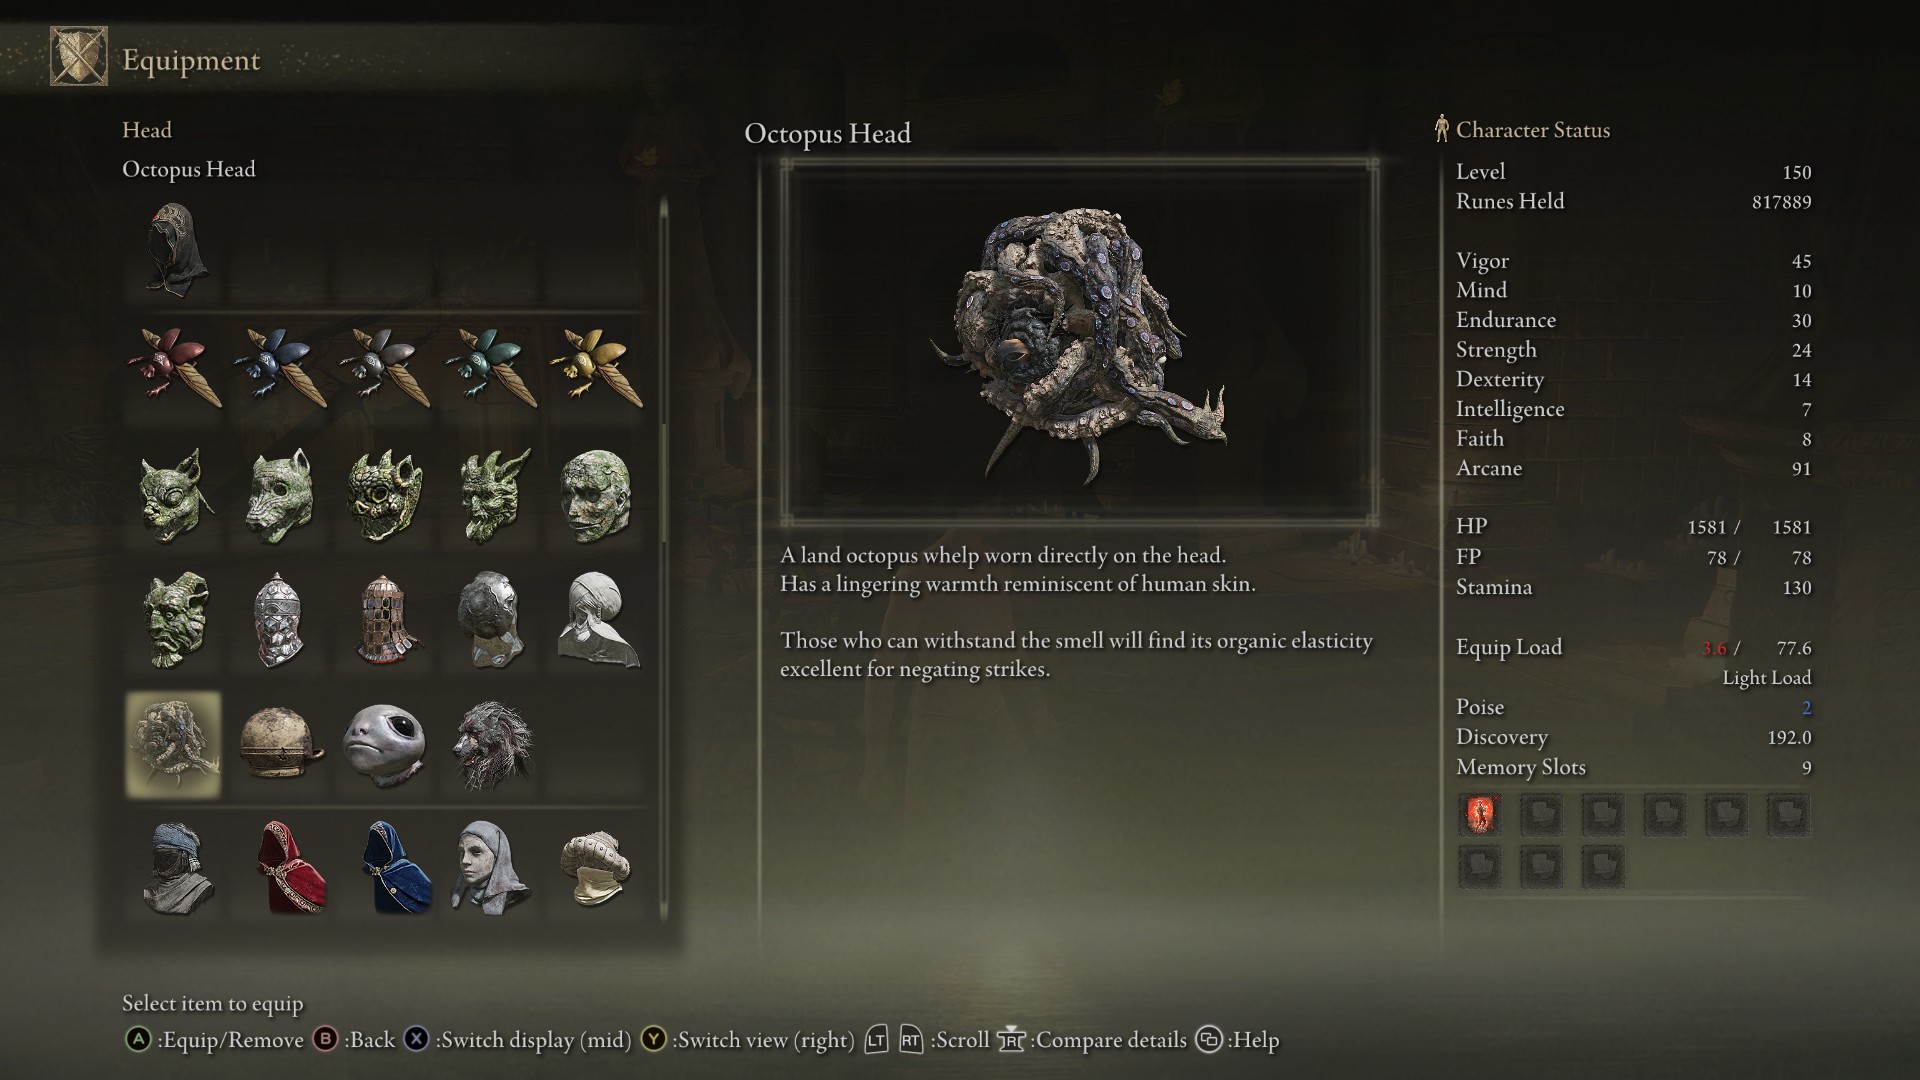 Equipment
Head
Octopus Head
Octopus Head
A land octopus whelp worn directly on the head.
Has a lingering warmth reminiscent of human skin.
Those who can withstand the smell will find its organic elasticity
excellent for negating strikes.
Character Status
Level 150
Runes Held 817889
Vigor 45
Mind 10
Endurance 30
Strength 24
Dexterity 14
Intelligence 7
Faith 8
Arcane 91
HP 1581 / 1581
FP 78 / 78
Stamina 130
Equip Load 3.6 / 77.6
Light Load
Poise 2
Discovery 192.0
Memory Slots 9
Select item to equip
A :Equip/Remove B :Back X :Switch display (mid) Y :Switch view (right) LT RT :Scroll R :Compare details :Help